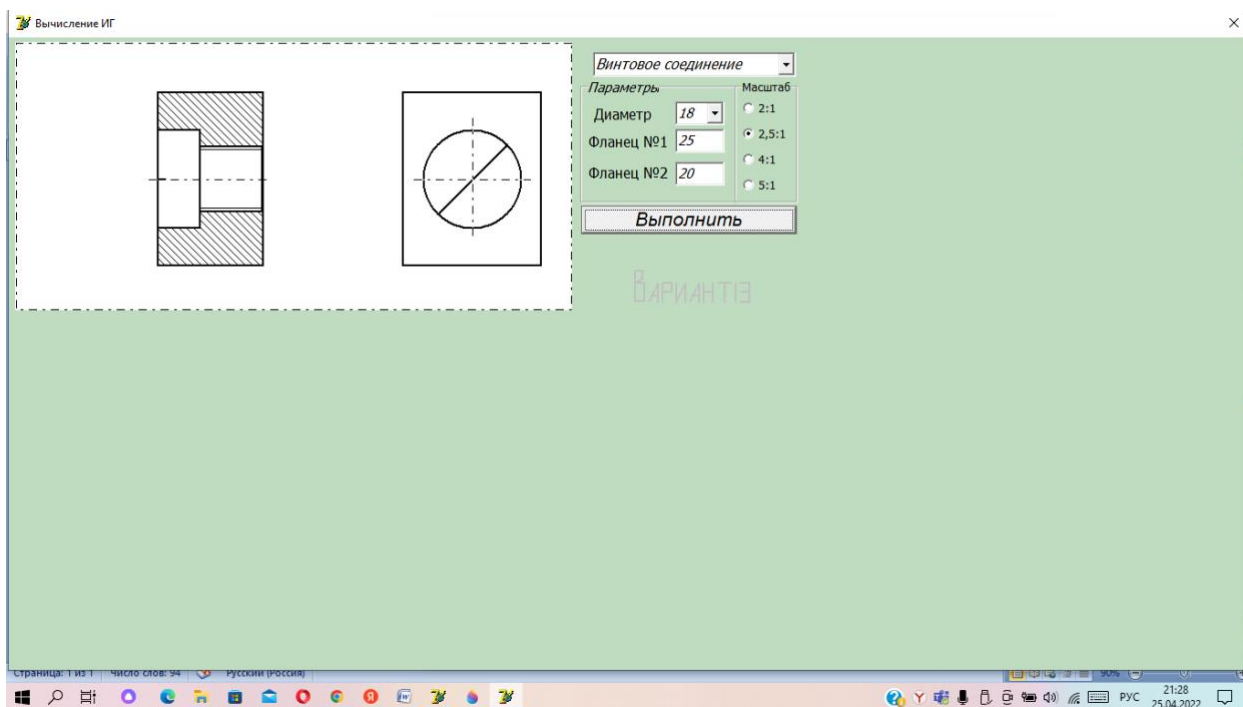 Вычисление ИГ
Винтовое соединение
Параметры
Масштаб
Диаметр 18
2:1
Фланец №1 25
2,5:1
Фланец №2 20
4:1
5:1
Выполнить
Вариант13
Страница: 1 из 1 Число слов: 94 Русский (Россия) 90%
РУС 21:28
25.04.2022